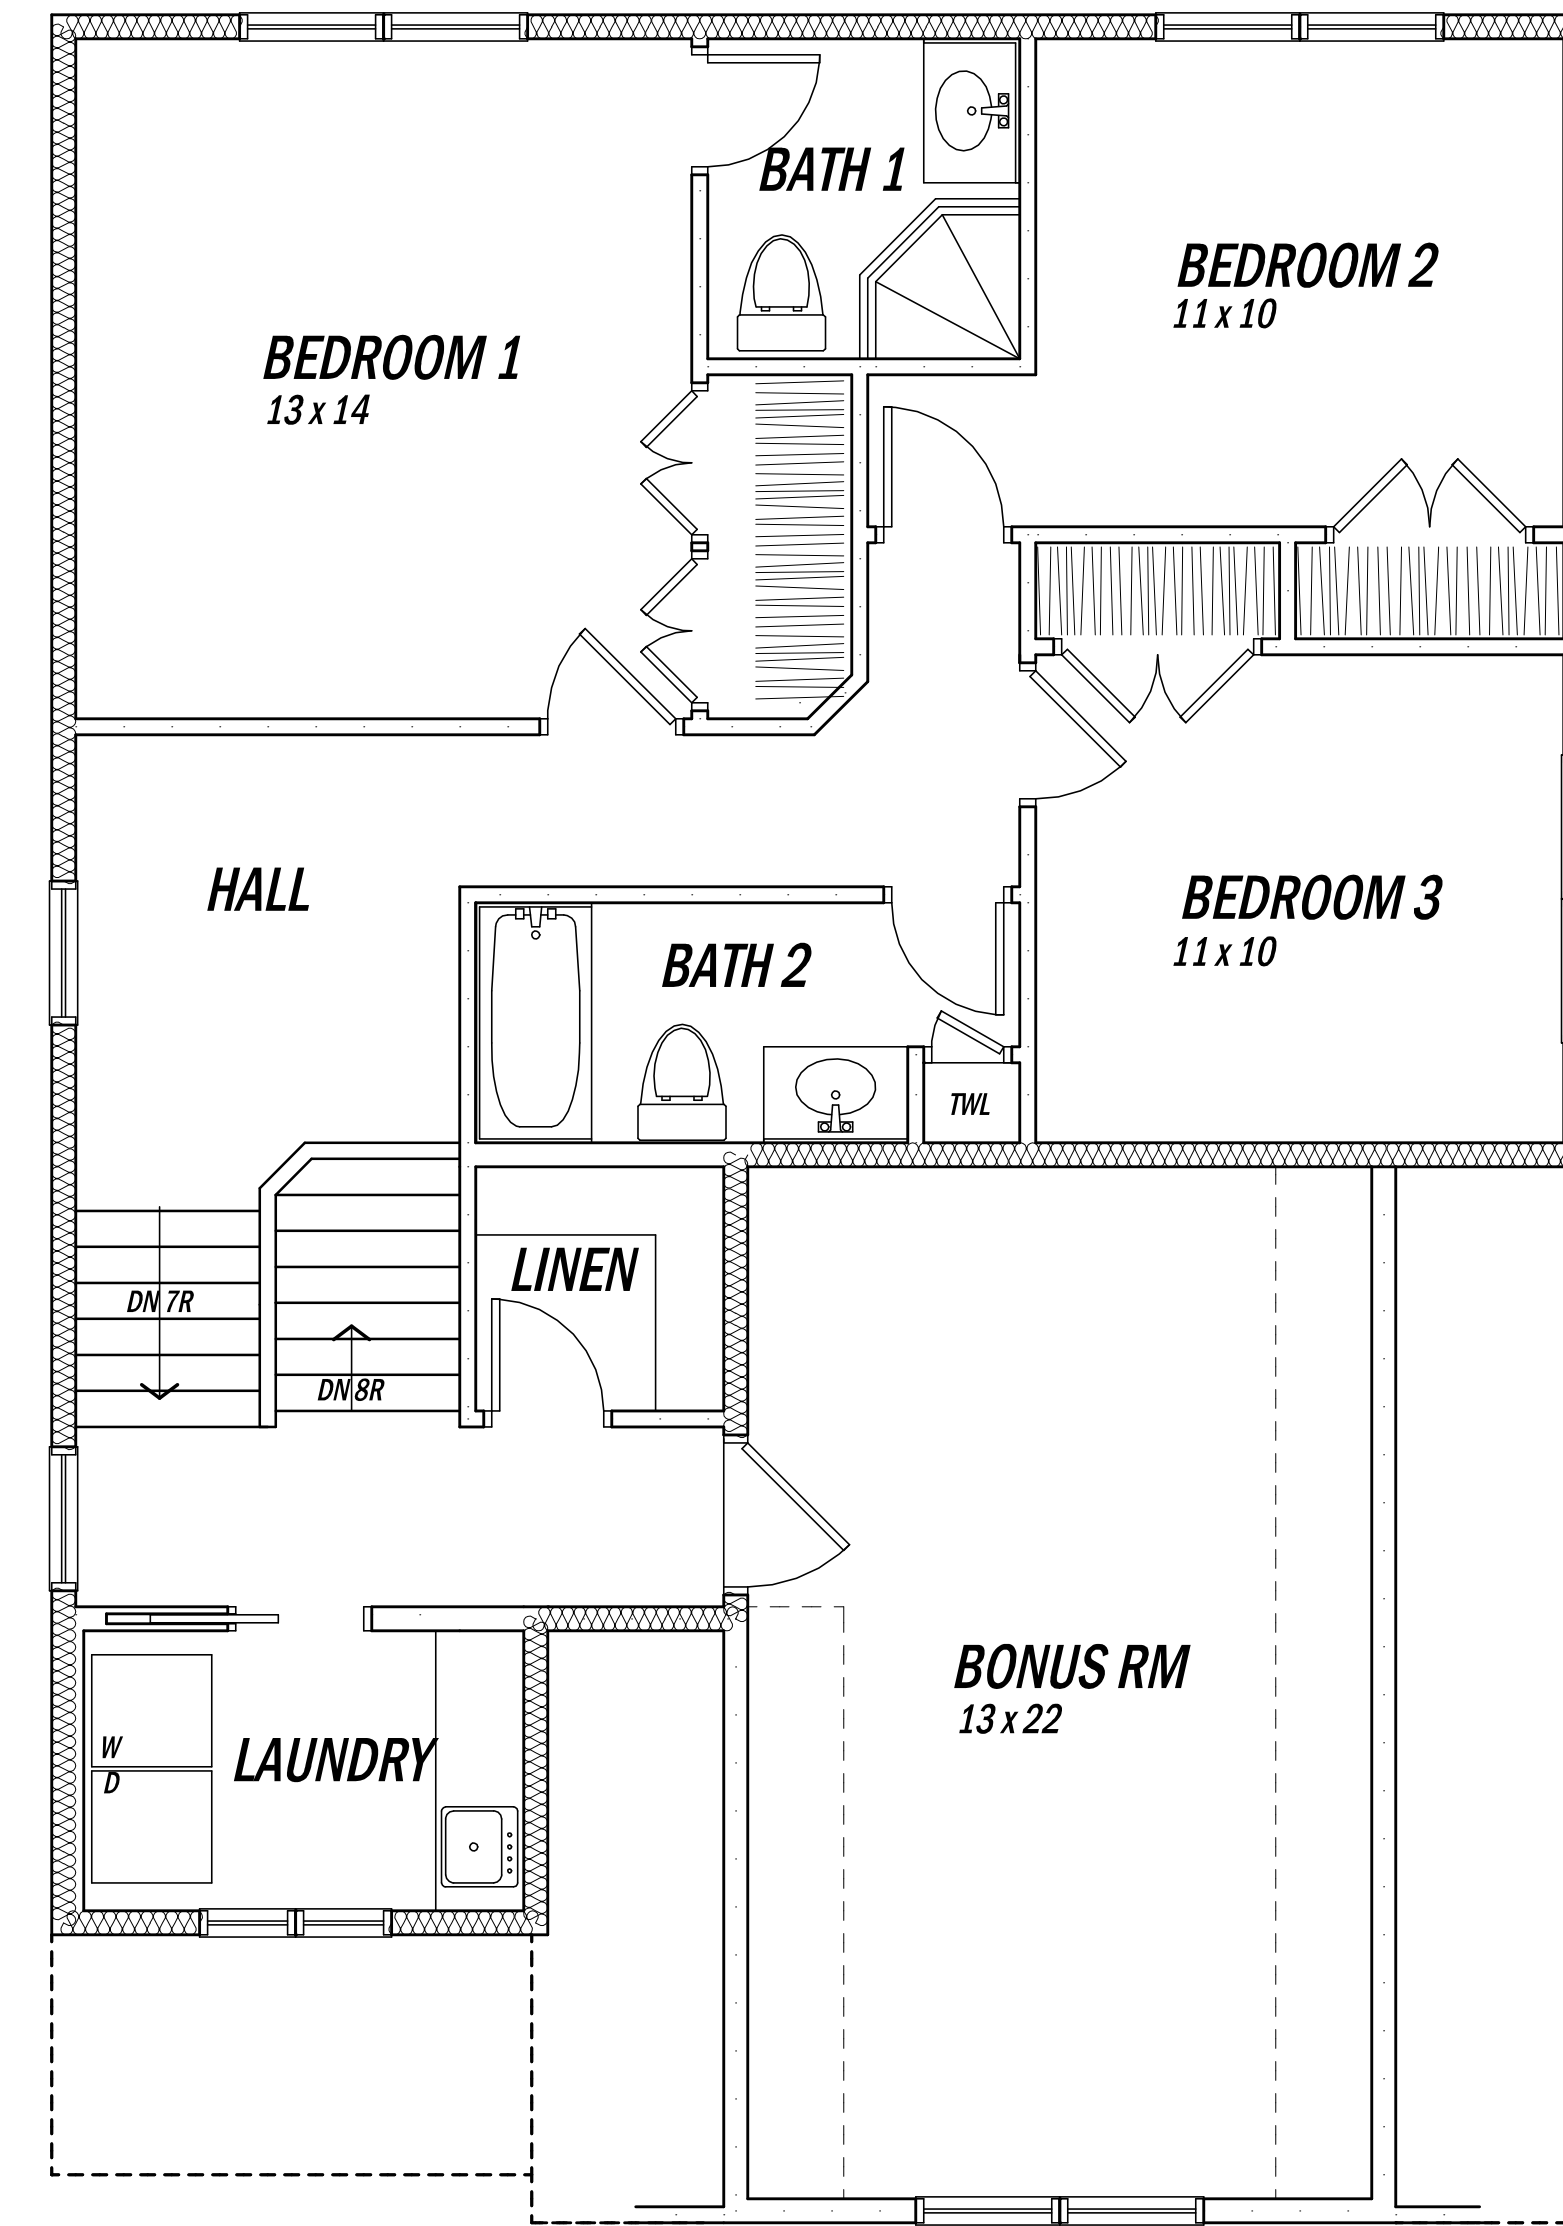 BATH 1
BEDROOM 2
11 x 10
BEDROOM 1
13 x 14
HALL
BEDROOM 3
11 x 10
BATH 2
TWL
LINEN
DN 7R
DN 8R
BONUS RM
13 x 22
LAUNDRY
W
D